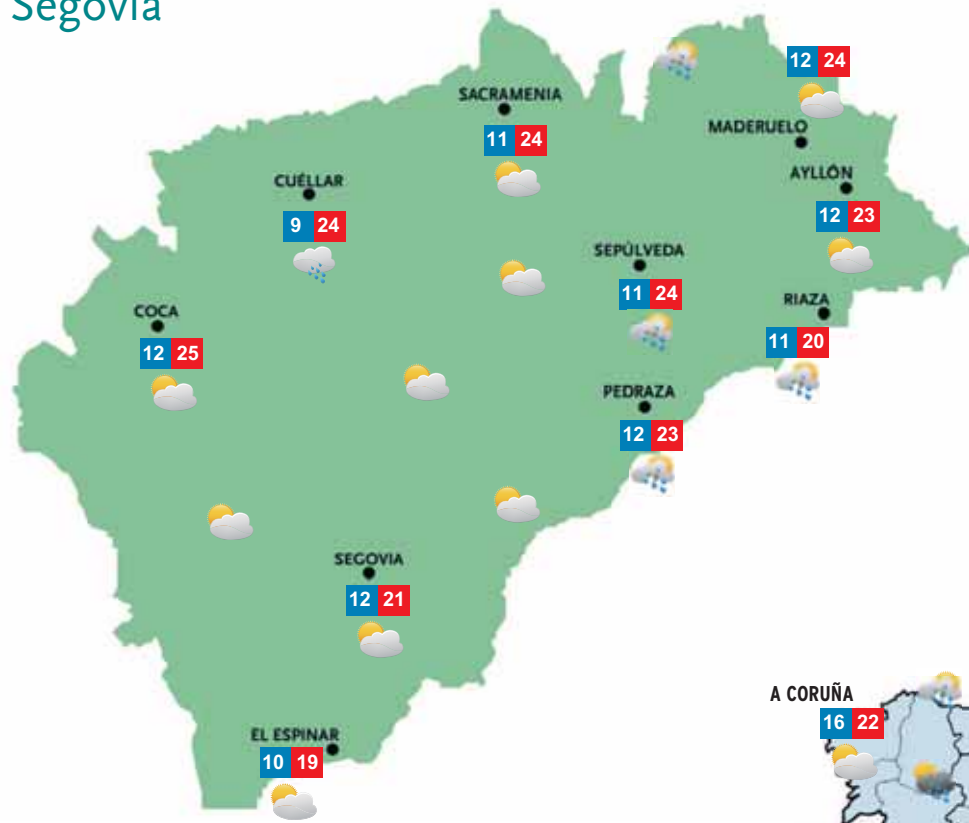 Segovia
12 24
SACRAMENIA
MADERUELO
11 24
AYLLÓN
CUÉLLAR
12 23
9 24
SEPÚLVEDA
11 24
RIAZA
COCA
11 20
12 25
PEDRAZA
12 23
SEGOVIA
12 21
A CORUÑA
16 22
EL ESPINAR
10 19